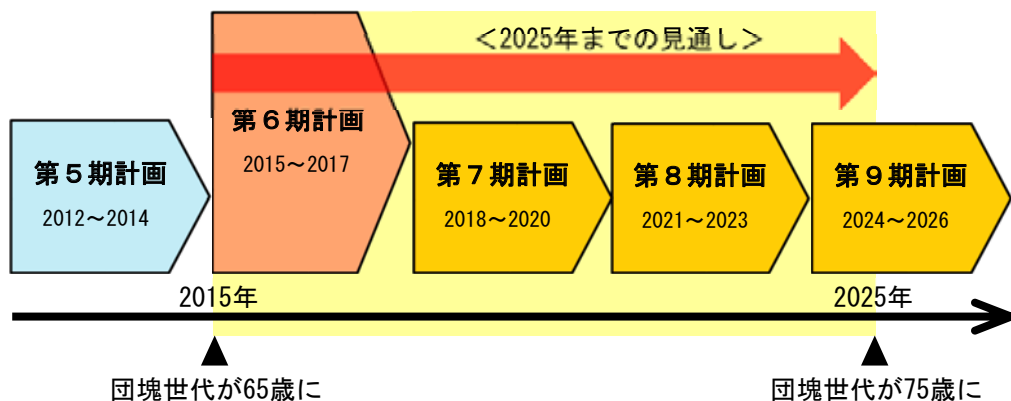 ＜2025年までの見通し＞
第５期計画
2012～2014
第６期計画
2015～2017
第７期計画
2018～2020
第８期計画
2021～2023
第９期計画
2024～2026
2015年
2025年
団塊世代が65歳に
団塊世代が75歳に